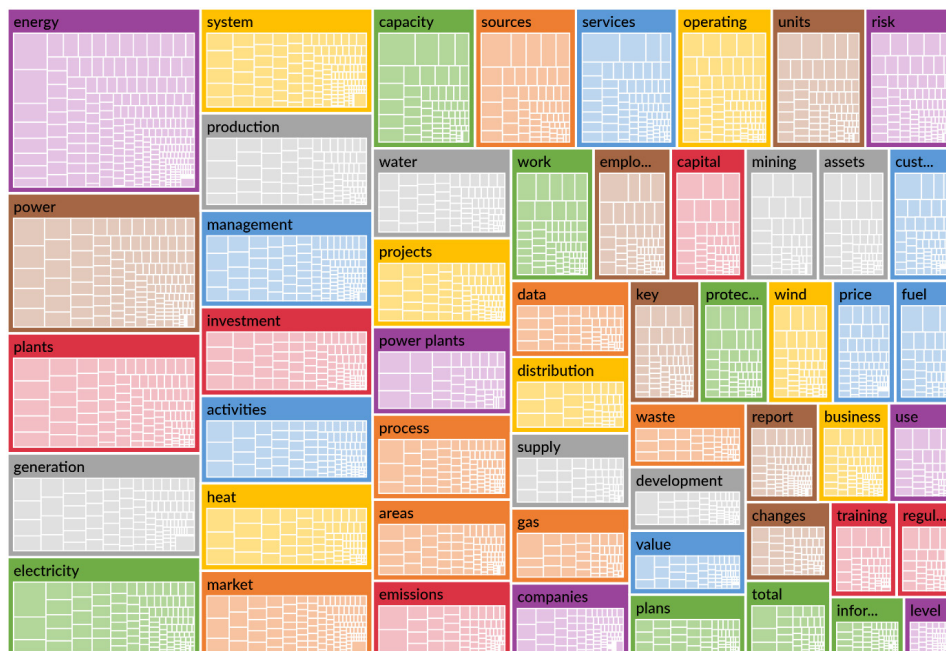 energy
power
plants
generation
electricity
system
production
management
investment
activities
heat
market
capacity
sources
services
operating
units
risk
water
projects
power plants
process
areas
emissions
work
emplo...
capital
mining
assets
cust...
data
distribution
supply
gas
companies
key
protec...
wind
price
fuel
waste
development
value
plans
report
business
use
changes
training
regul...
total
infor...
level